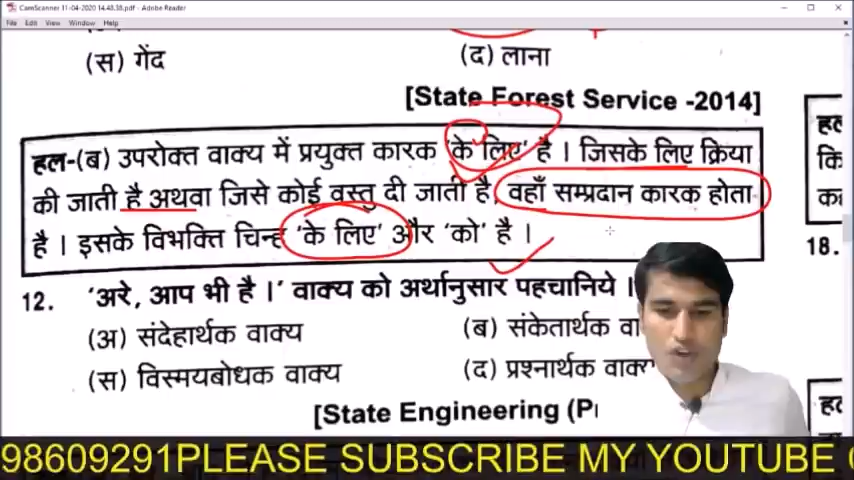 CamScanner 11-04-2020 14.48.38.pdf - Adobe Reader
File Edit View Window Help
(स) गेंद
(द) लाना
[State Forest Service -2014]
हल-(ब) उपरोक्त वाक्य में प्रयुक्त कारक 'के लिए' है । जिसके लिए क्रिया
की जाती है अथवा जिसे कोई वस्तु दी जाती है, वहाँ सम्प्रदान कारक होता
है । इसके विभक्ति चिन्ह 'के लिए' और 'को' है ।
12. 'अरे, आप भी है ।' वाक्य को अर्थानुसार पहचानिये ।
(अ) संदेहार्थक वाक्य
(ब) संकेतार्थक वा
(स) विस्मयबोधक वाक्य
(द) प्रश्नार्थक वाक्य
[State Engineering (P
हल
कि
18.
हल
98609291PLEASE SUBSCRIBE MY YOUTUBE